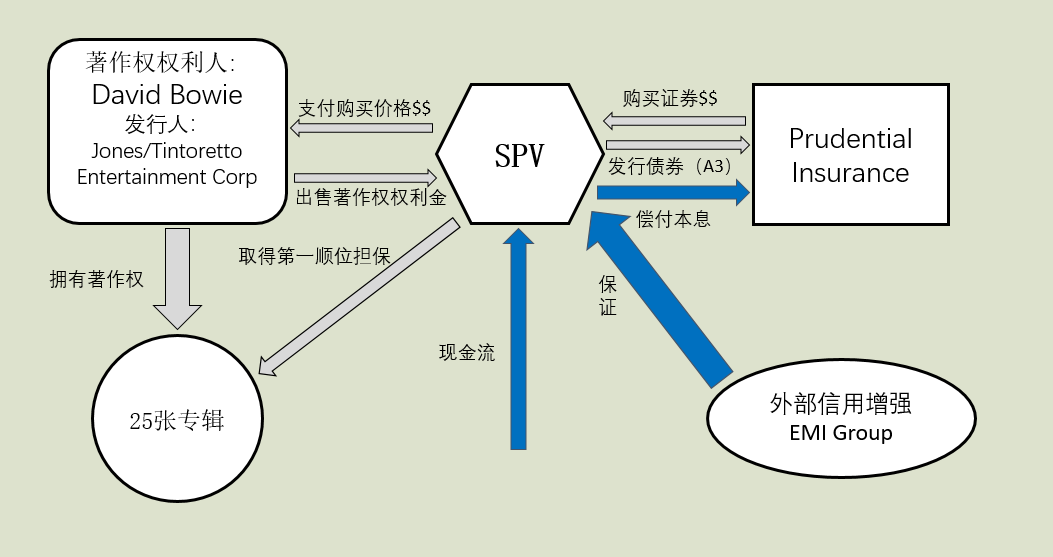 著作权权利人:
David Bowie
发行人:
Jones/Tintoretto
Entertainment Corp
支付购买价格$$
出售著作权权利金
SPV
购买证券$$
发行债券（A3）
偿付本息
Prudential
Insurance
拥有著作权
取得第一顺位担保
保
证
现金流
25张专辑
外部信用增强
EMI Group